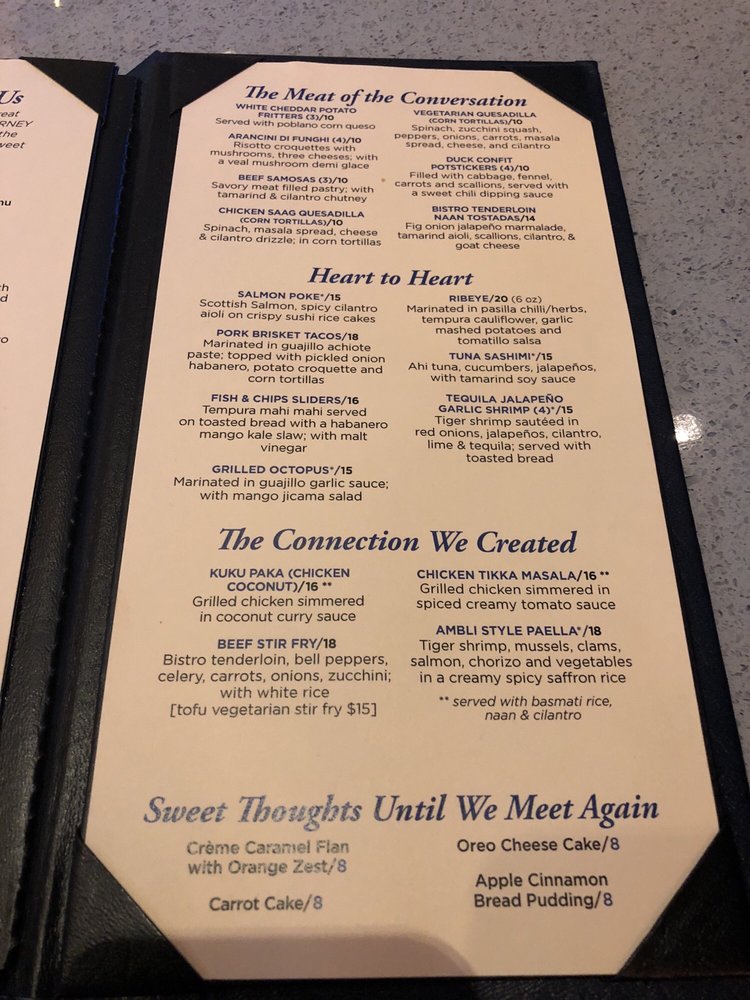 Us
eat
RNEY
the
weet
nu
th
d
o
The Meat of the Conversation
WHITE CHEDDAR POTATO
FRITTERS (3)/10
Served with poblano corn queso
ARANCINI DI FUNGHI (4)/10
Risotto croquettes with
mushrooms, three cheeses; with
a veal mushroom demi glace
BEEF SAMOSAS (3)/10
Savory meat filled pastry; with
tamarind & cilantro chutney
CHICKEN SAAG QUESADILLA
(CORN TORTILLAS)/10
Spinach, masala spread, cheese
& cilantro drizzle; in corn tortillas
VEGETARIAN QUESADILLA
(CORN TORTILLAS)/10
Spinach, zucchini squash,
peppers, onions, carrots, masala
spread, cheese, and cilantro
DUCK CONFIT
POTSTICKERS (4)/10
Filled with cabbage, fennel,
carrots and scallions, served with
a sweet chili dipping sauce
BISTRO TENDERLOIN
NAAN TOSTADAS/14
Fig onion jalapeño marmalade,
tamarind aioli, scallions, cilantro, &
goat cheese
Heart to Heart
SALMON POKE*/15
Scottish Salmon, spicy cilantro
aioli on crispy sushi rice cakes
PORK BRISKET TACOS/18
Marinated in guajillo achiote
paste; topped with pickled onion
habanero, potato croquette and
corn tortillas
FISH & CHIPS SLIDERS/16
Tempura mahi mahi served
on toasted bread with a habanero
mango kale slaw; with malt
vinegar
GRILLED OCTOPUS*/15
Marinated in guajillo garlic sauce;
with mango jicama salad
RIBEYE/20 (6 oz)
Marinated in pasilla chilli/herbs,
tempura cauliflower, garlic
mashed potatoes and
tomatillo salsa
TUNA SASHIMI*/15
Ahi tuna, cucumbers, jalapeños,
with tamarind soy sauce
TEQUILA JALAPEÑO
GARLIC SHRIMP (4)*/15
Tiger shrimp sautéed in
red onions, jalapeños, cilantro,
lime & tequila; served with
toasted bread
The Connection We Created
KUKU PAKA (CHICKEN
COCONUT)/16 **
Grilled chicken simmered
in coconut curry sauce
BEEF STIR FRY/18
Bistro tenderloin, bell peppers,
celery, carrots, onions, zucchini;
with white rice
[tofu vegetarian stir fry $15]
CHICKEN TIKKA MASALA/16 **
Grilled chicken simmered in
spiced creamy tomato sauce
AMBLI STYLE PAELLA*/18
Tiger shrimp, mussels, clams,
salmon, chorizo and vegetables
in a creamy spicy saffron rice
** served with basmati rice,
naan & cilantro
Sweet Thoughts Until We Meet Again
Crème Caramel Flan
with Orange Zest/8
Carrot Cake/8
Oreo Cheese Cake/8
Apple Cinnamon
Bread Pudding/8